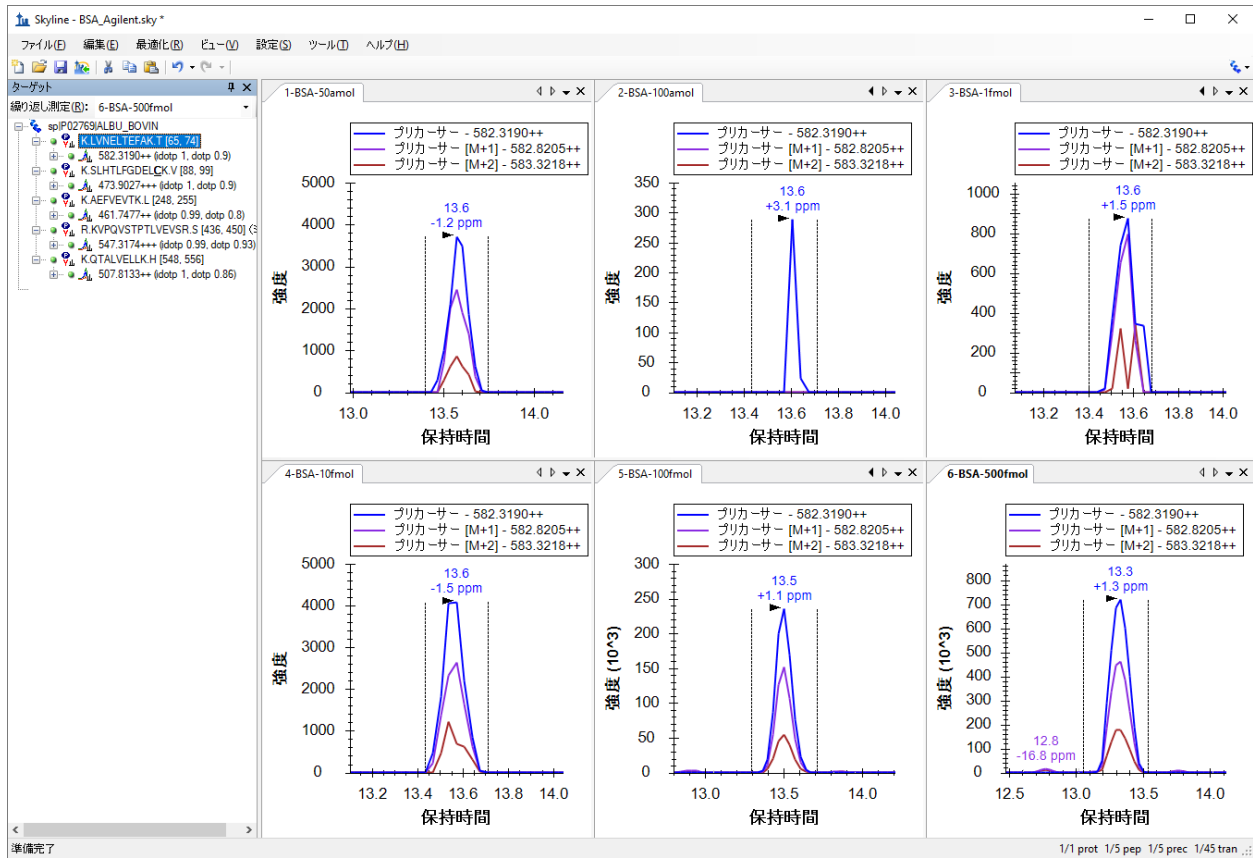 Skyline - BSA_Agilent.sky *
ファイル(F) 編集(E) 最適化(R) ビュー(V) 設定(S) ツール(T) ヘルプ(H)
ターゲット
繰り返し測定(R): 6-BSA-500fmol
sp|P02769|ALBU_BOVIN
K.LVNELTEFAK.T [65, 74]
582.3190++ (idotp 1, dotp 0.9)
K.SLHTLFGDELCK.V [88, 99]
473.9027+++ (idotp 1, dotp 0.9)
K.AEFVEVTK.L [248, 255]
461.7477++ (idotp 0.99, dotp 0.8)
R.KVPQVSTPTLVEVSR.S [436, 450]
547.3174+++ (idotp 0.99, dotp 0.93)
K.QTALVELLK.H [548, 556]
507.8133++ (idotp 1, dotp 0.86)
1-BSA-50amol
プリカーサー - 582.3190++
プリカーサー [M+1] - 582.8205++
プリカーサー [M+2] - 583.3218++
5000
4000
3000
2000
1000
0
強度
13.6
-1.2 ppm
13.0 13.5 14.0
保持時間
2-BSA-100amol
プリカーサー - 582.3190++
プリカーサー [M+1] - 582.8205++
プリカーサー [M+2] - 583.3218++
350
300
250
200
150
100
50
0
強度
13.6
+3.1 ppm
13.2 13.4 13.6 13.8 14.0
保持時間
3-BSA-1fmol
プリカーサー - 582.3190++
プリカーサー [M+1] - 582.8205++
プリカーサー [M+2] - 583.3218++
1000
800
600
400
200
0
強度
13.6
+1.5 ppm
13.2 13.4 13.6 13.8 14.0
保持時間
4-BSA-10fmol
プリカーサー - 582.3190++
プリカーサー [M+1] - 582.8205++
プリカーサー [M+2] - 583.3218++
5000
4000
3000
2000
1000
0
強度
13.6
-1.5 ppm
13.2 13.4 13.6 13.8 14.0
保持時間
5-BSA-100fmol
プリカーサー - 582.3190++
プリカーサー [M+1] - 582.8205++
プリカーサー [M+2] - 583.3218++
300
250
200
150
100
50
0
強度 (10^3)
13.5
+1.1 ppm
13.0 13.5 14.0
保持時間
6-BSA-500fmol
プリカーサー - 582.3190++
プリカーサー [M+1] - 582.8205++
プリカーサー [M+2] - 583.3218++
800
700
600
500
400
300
200
100
0
強度 (10^3)
13.3
+1.3 ppm
12.8
-16.8 ppm
12.5 13.0 13.5 14.0
保持時間
準備完了
1/1 prot 1/5 pep 1/5 prec 1/45 tran